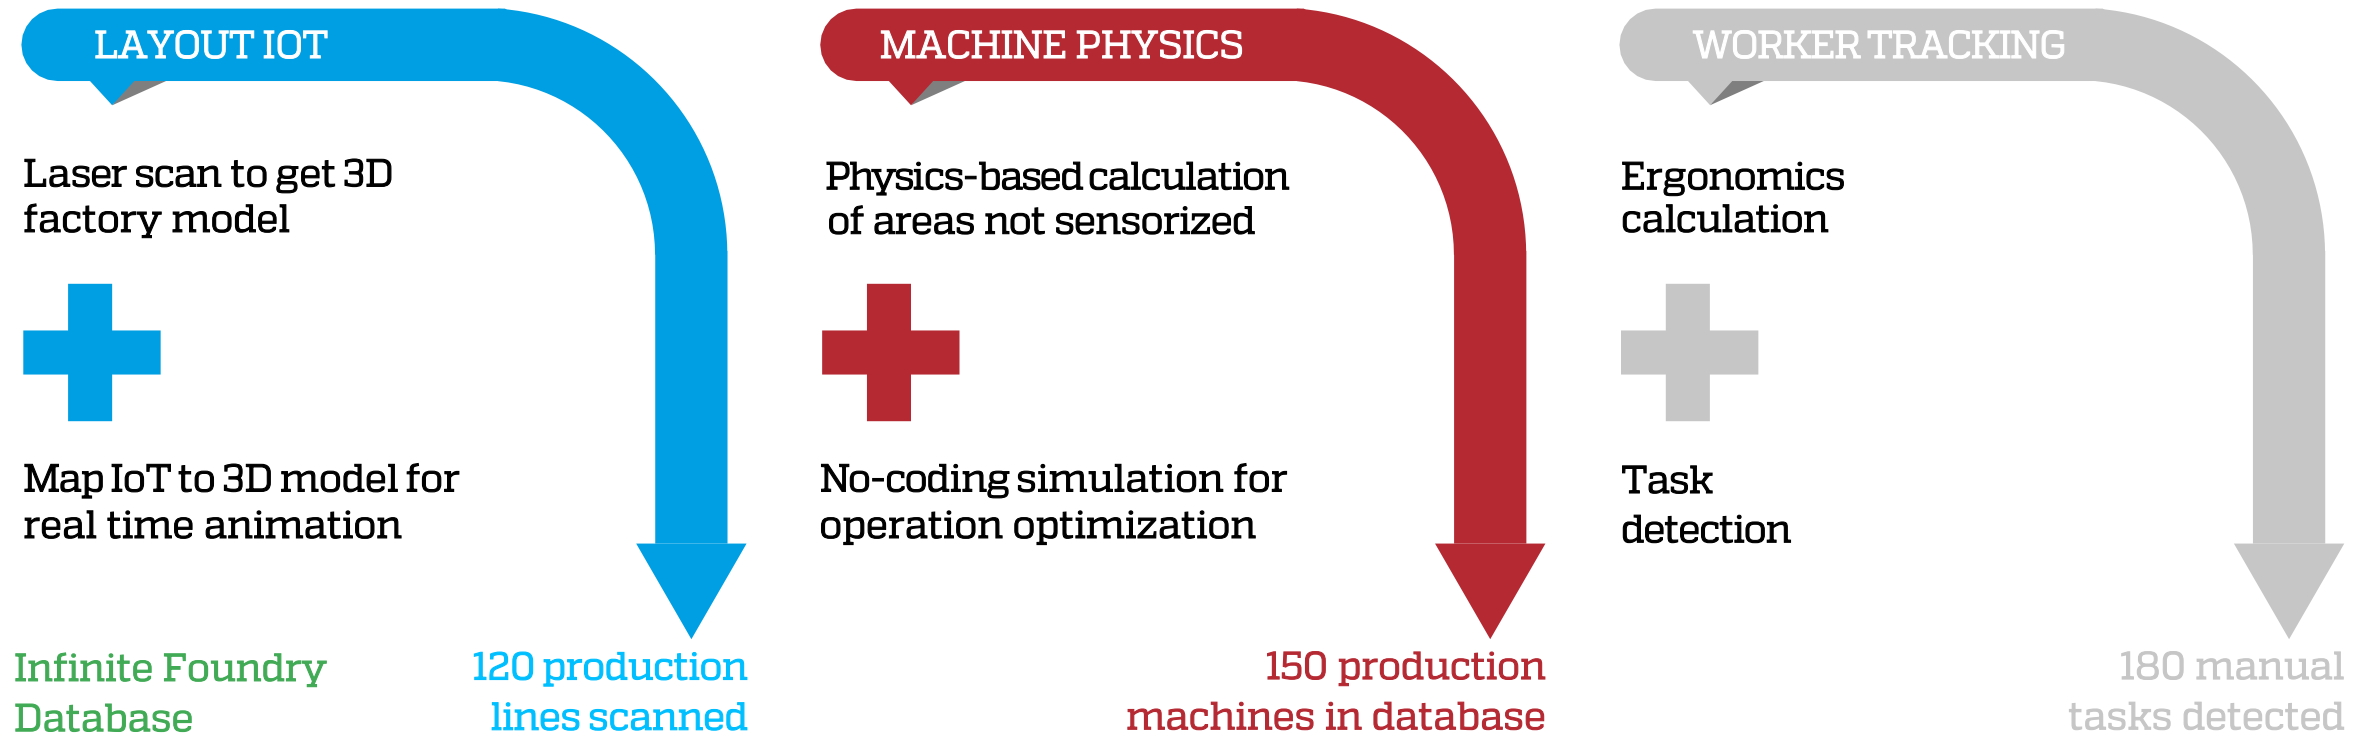 LAYOUT IOT
Laser scan to get 3D
factory model
Map IoT to 3D model for
real time animation
Infinite Foundry
Database
120 production
lines scanned
MACHINE PHYSICS
Physics-based calculation
of areas not sensorized
No-coding simulation for
operation optimization
150 production
machines in database
WORKER TRACKING
Ergonomics
calculation
Task
detection
180 manual
tasks detected